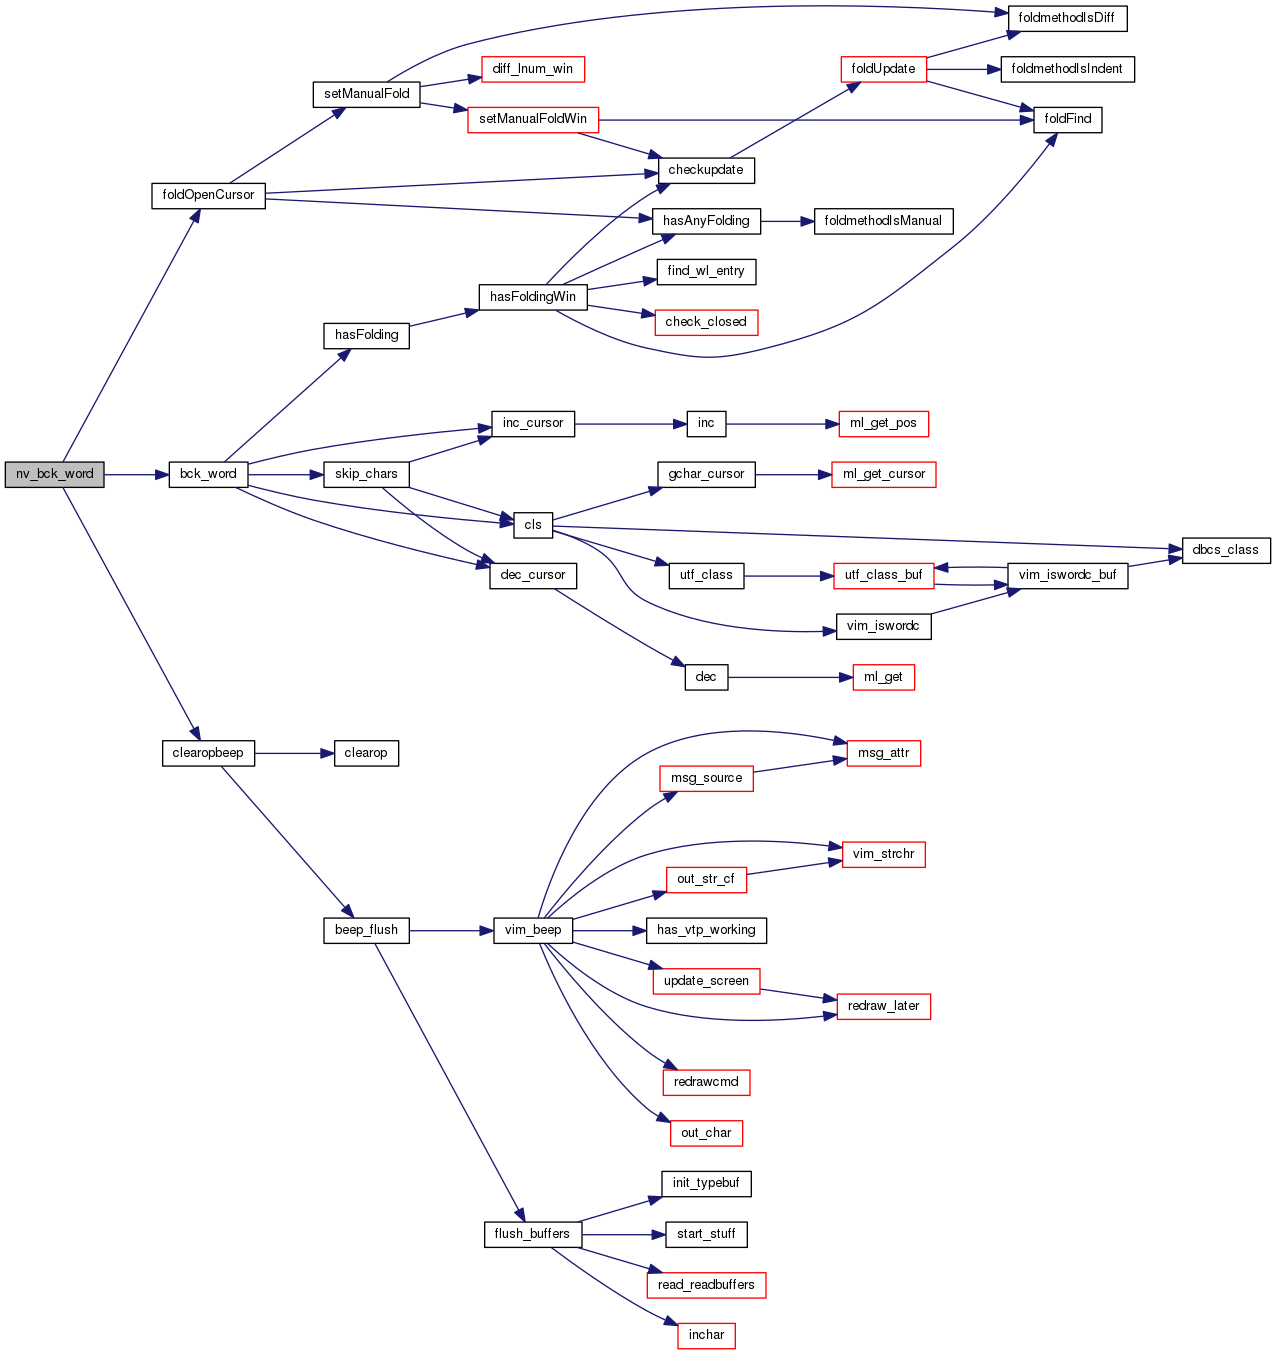 foldmethodIsDiff
diff_lnum_win
foldUpdate
foldmethodIsIndent
setManualFold
setManualFoldWin
foldFind
checkupdate
foldOpenCursor
hasAnyFolding
foldmethodIsManual
find_wl_entry
hasFoldingWin
check_closed
hasFolding
inc_cursor
inc
ml_get_pos
nv_bck_word
bck_word
skip_chars
gchar_cursor
ml_get_cursor
cls
dbcs_class
dec_cursor
utf_class
utf_class_buf
vim_iswordc_buf
vim_iswordc
dec
ml_get
clearopbeep
clearop
msg_attr
msg_source
vim_strchr
out_str_cf
beep_flush
vim_beep
has_vtp_working
update_screen
redraw_later
redrawcmd
out_char
init_typebuf
flush_buffers
start_stuff
read_readbuffers
inchar